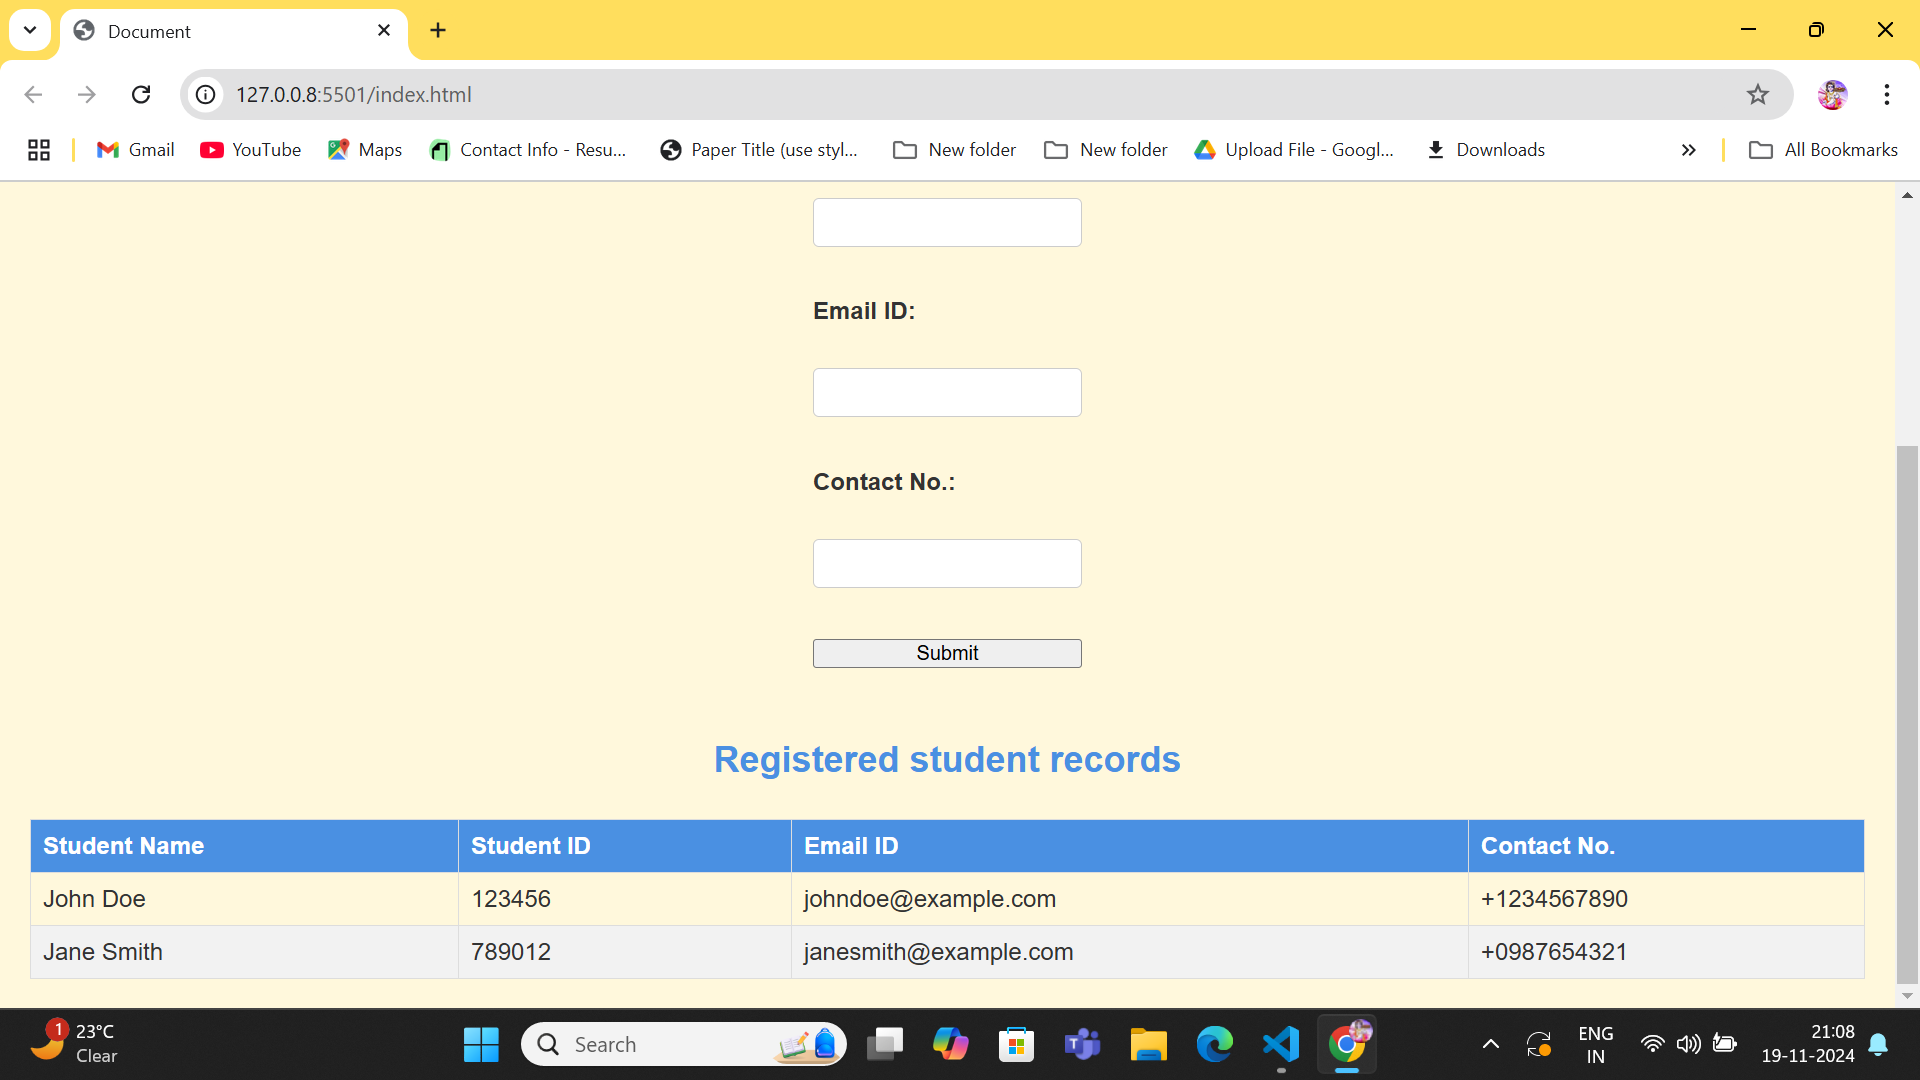 Document
127.0.0.8:5501/index.html
Gmail YouTube Maps Contact Info - Resu... Paper Title (use styl... New folder New folder Upload File - Googl... Downloads All Bookmarks
Email ID:
Contact No.:
Submit
Registered student records
Student Name Student ID Email ID Contact No.
John Doe 123456 johndoe@example.com +1234567890
Jane Smith 789012 janesmith@example.com +0987654321
1 23°C
Clear
Search
ENG
IN
21:08
19-11-2024